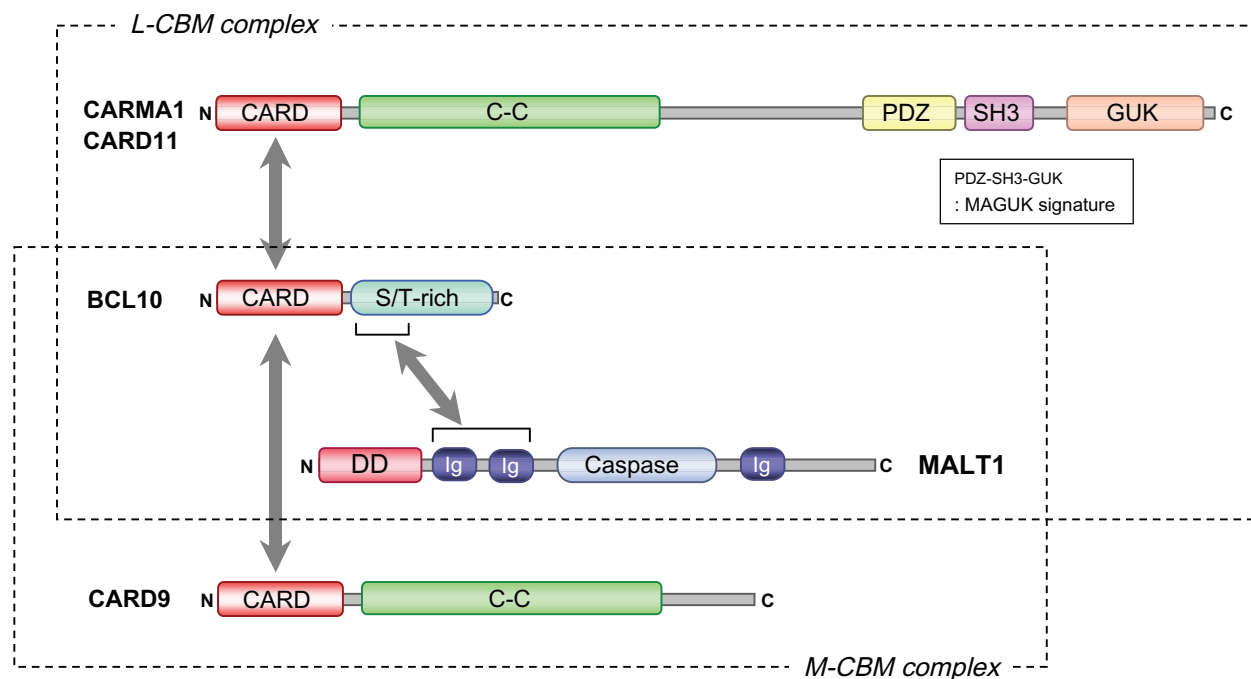 L-CBM complex
CARMA1
CARD11
N CARD C-C PDZ SH3 GUK C
PDZ-SH3-GUK
: MAGUK signature
BCL10 N CARD S/T-rich C
N DD Ig Ig Caspase Ig C MALT1
CARD9 N CARD C-C C
M-CBM complex